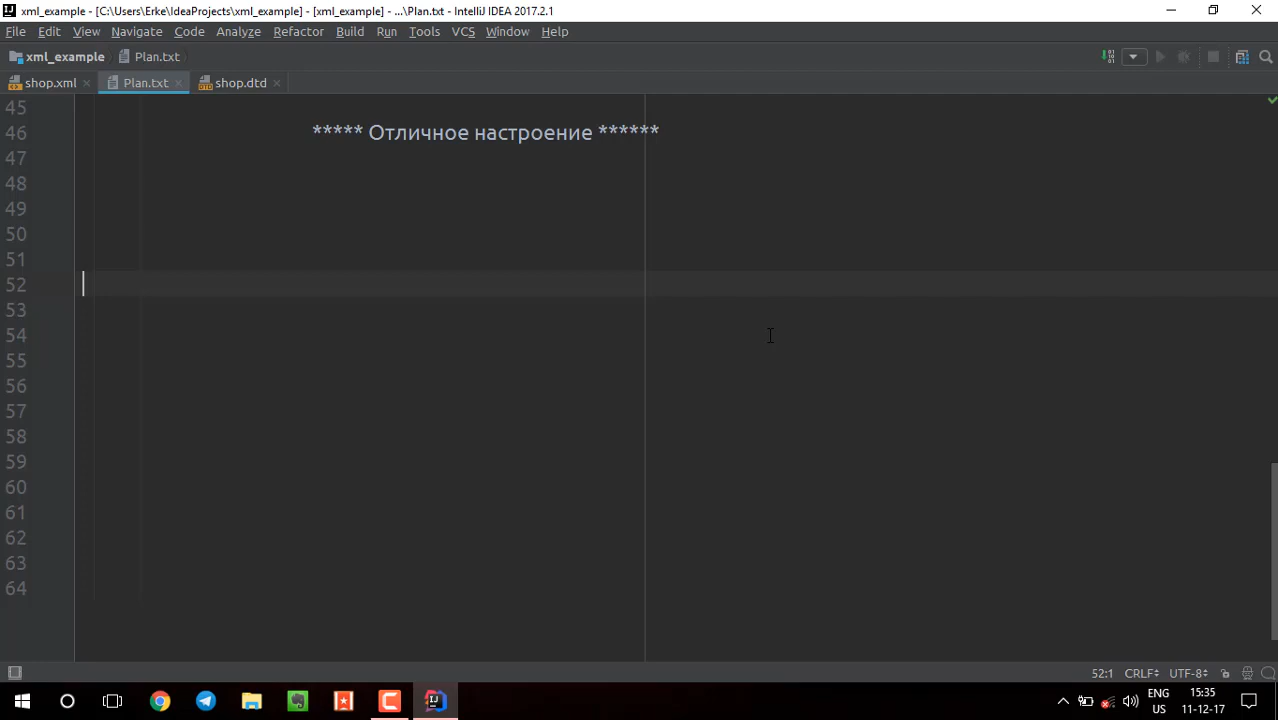 xml_example - [C:\Users\Erke\IdeaProjects\xml_example] - [xml_example] - ...\Plan.txt - IntelliJ IDEA 2017.2.1
File Edit View Navigate Code Analyze Refactor Build Run Tools VCS Window Help
xml_example Plan.txt
shop.xml Plan.txt shop.dtd
45
46 ***** Отличное настроение ******
47
48
49
50
51
52
53
54
55
56
57
58
59
60
61
62
63
64
52:1 CRLF UTF-8
ENG 15:35
US 11-12-17